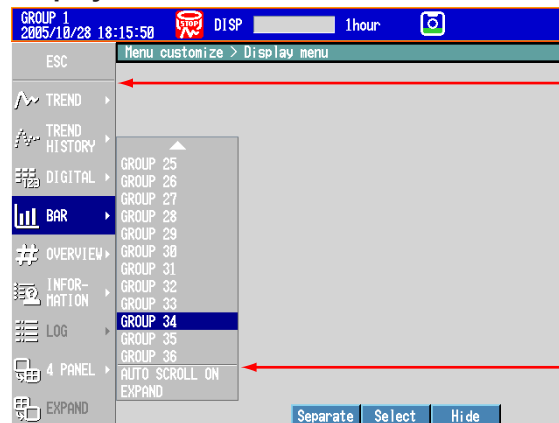 GROUP 1
2005/10/28 18:15:50
STOP
DISP
1hour
ESC
Menu customize > Display menu
TREND
TREND
HISTORY
DIGITAL
123
BAR
OVERVIEW
INFOR-
MATION
LOG
4 PANEL
EXPAND
GROUP 25
GROUP 26
GROUP 27
GROUP 28
GROUP 29
GROUP 30
GROUP 31
GROUP 32
GROUP 33
GROUP 34
GROUP 35
GROUP 36
AUTO SCROLL ON
EXPAND
Separate
Select
Hide